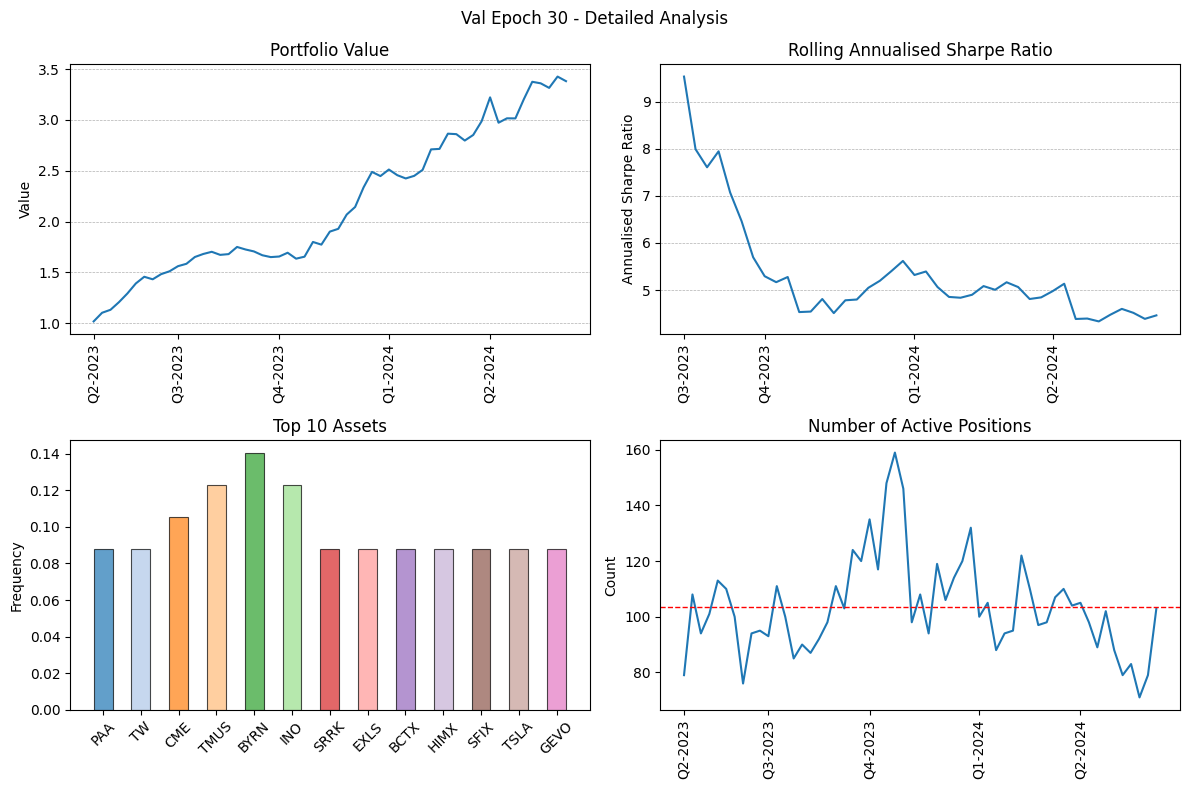 Val Epoch 30 - Detailed Analysis
Portfolio Value
Value
3.5
3.0
2.5
2.0
1.5
1.0
Q2-2023
Q3-2023
Q4-2023
Q1-2024
Q2-2024
Rolling Annualised Sharpe Ratio
Annualised Sharpe Ratio
9
8
7
6
5
Q3-2023
Q4-2023
Q1-2024
Q2-2024
Top 10 Assets
Frequency
0.14
0.12
0.10
0.08
0.06
0.04
0.02
0.00
PAA
TW
CME
TMUS
BYRN
INO
SRRK
EXLS
BCTX
HIMX
SFIX
TSLA
GEVO
Number of Active Positions
Count
160
140
120
100
80
Q2-2023
Q3-2023
Q4-2023
Q1-2024
Q2-2024